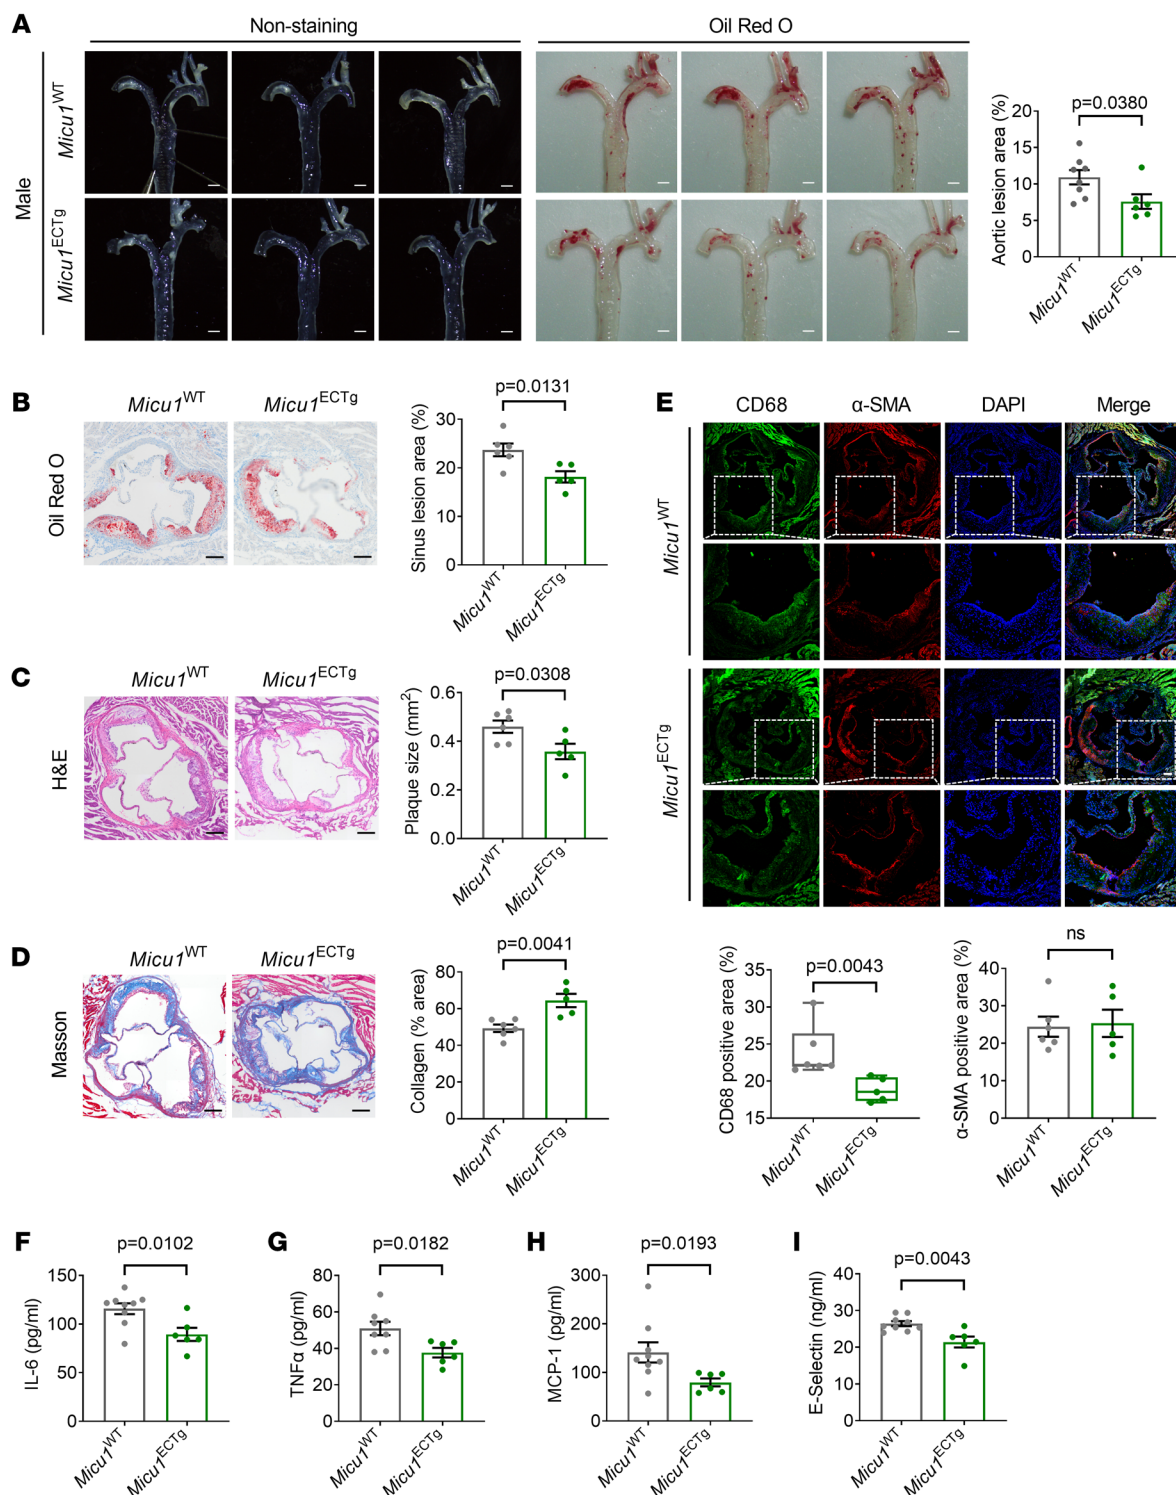 A
Non-staining
Oil Red O
Male
Micu1WT
Micu1ECTg
Aortic lesion area (%)
p=0.0380
20
15
10
5
0
Micu1WT
Micu1ECTg
B
Micu1WT
Micu1ECTg
Oil Red O
Sinus lesion area (%)
p=0.0131
30
20
10
0
Micu1WT
Micu1ECTg
C
Micu1WT
Micu1ECTg
H&E
Plaque size (mm2)
p=0.0308
0.6
0.4
0.2
0.0
Micu1WT
Micu1ECTg
D
Micu1WT
Micu1ECTg
Masson
Collagen (% area)
p=0.0041
80
60
40
20
0
Micu1WT
Micu1ECTg
E
CD68
α-SMA
DAPI
Merge
Micu1WT
Micu1ECTg
CD68 positive area (%)
p=0.0043
35
30
25
20
15
Micu1WT
Micu1ECTg
α-SMA positive area (%)
ns
40
30
20
10
0
Micu1WT
Micu1ECTg
F
IL-6 (pg/ml)
p=0.0102
150
100
50
0
Micu1WT
Micu1ECTg
G
TNFα (pg/ml)
p=0.0182
80
60
40
20
0
Micu1WT
Micu1ECTg
H
MCP-1 (pg/ml)
p=0.0193
300
200
100
0
Micu1WT
Micu1ECTg
I
E-Selectin (ng/ml)
p=0.0043
40
30
20
10
0
Micu1WT
Micu1ECTg